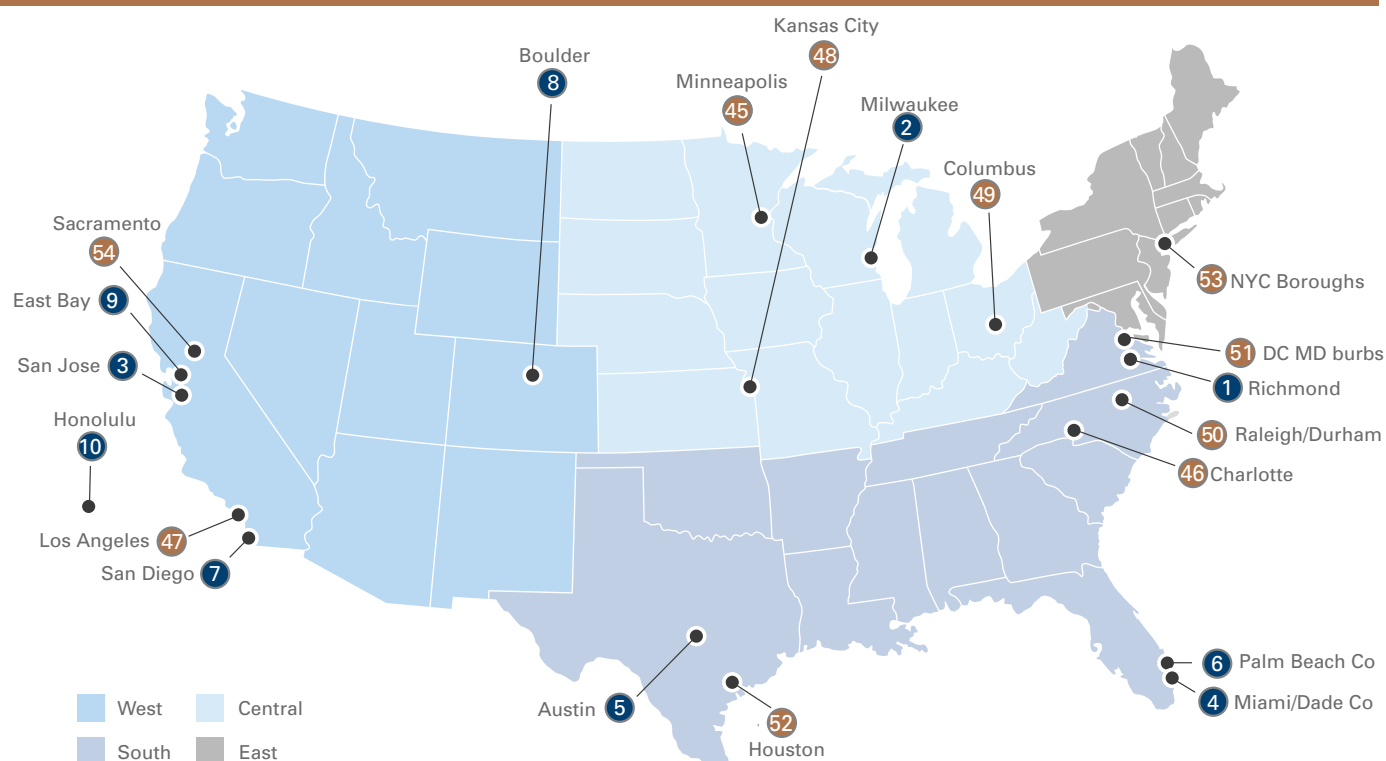 Kansas City
48
Boulder
8
Minneapolis
45
Milwaukee
2
Columbus
49
Sacramento
54
East Bay 9
San Jose 3
Honolulu
10
Los Angeles 47
San Diego 7
53 NYC Boroughs
51 DC MD burbs
1 Richmond
50 Raleigh/Durham
46 Charlotte
6 Palm Beach Co
4 Miami/Dade Co
Austin 5
52
Houston
West Central
South East